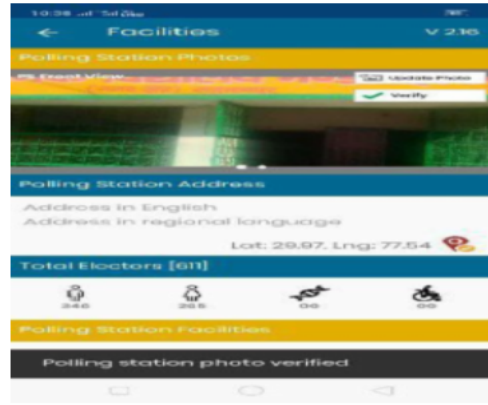 10:38
Facilities V 2.16
Polling Station Photos
PS Front View Update Photo
Verify
Polling Station Address
Address in English
Address in regional language
Lat: 29.97, Lng: 77.54
Total Electors [611]
346 265 00 00
Polling Station Facilities
Polling station photo verified